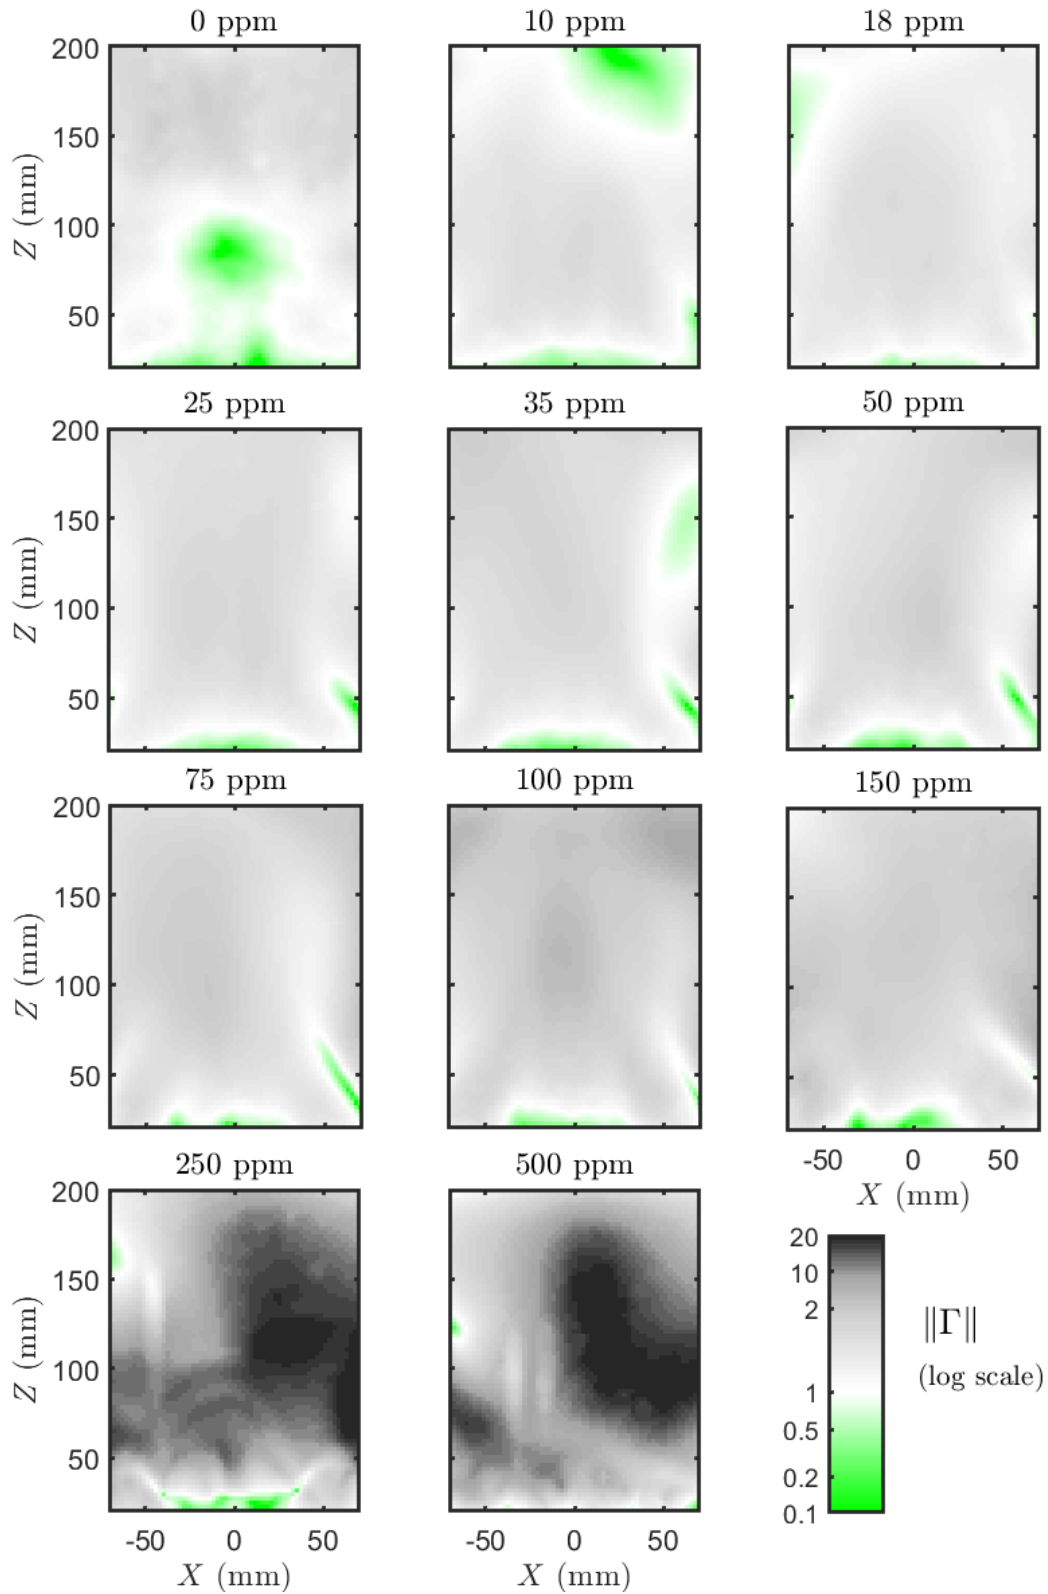 0 ppm
10 ppm
18 ppm
200
150
100
50
Z (mm)
25 ppm
35 ppm
50 ppm
200
150
100
50
Z (mm)
75 ppm
100 ppm
150 ppm
200
150
100
50
Z (mm)
-50 0 50
X (mm)
250 ppm
500 ppm
200
150
100
50
Z (mm)
-50 0 50
X (mm)
-50 0 50
X (mm)
20
10
2
1
0.5
0.2
0.1
‖Γ‖
(log scale)